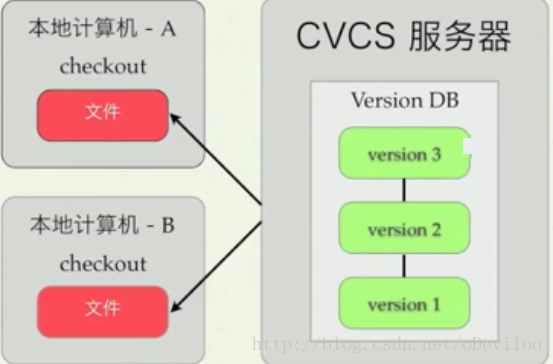 本地计算机 - A
checkout
文件
本地计算机 - B
checkout
文件
CVCS 服务器
Version DB
version 3
version 2
version 1
http://blog.csdn.net/oDeviloo